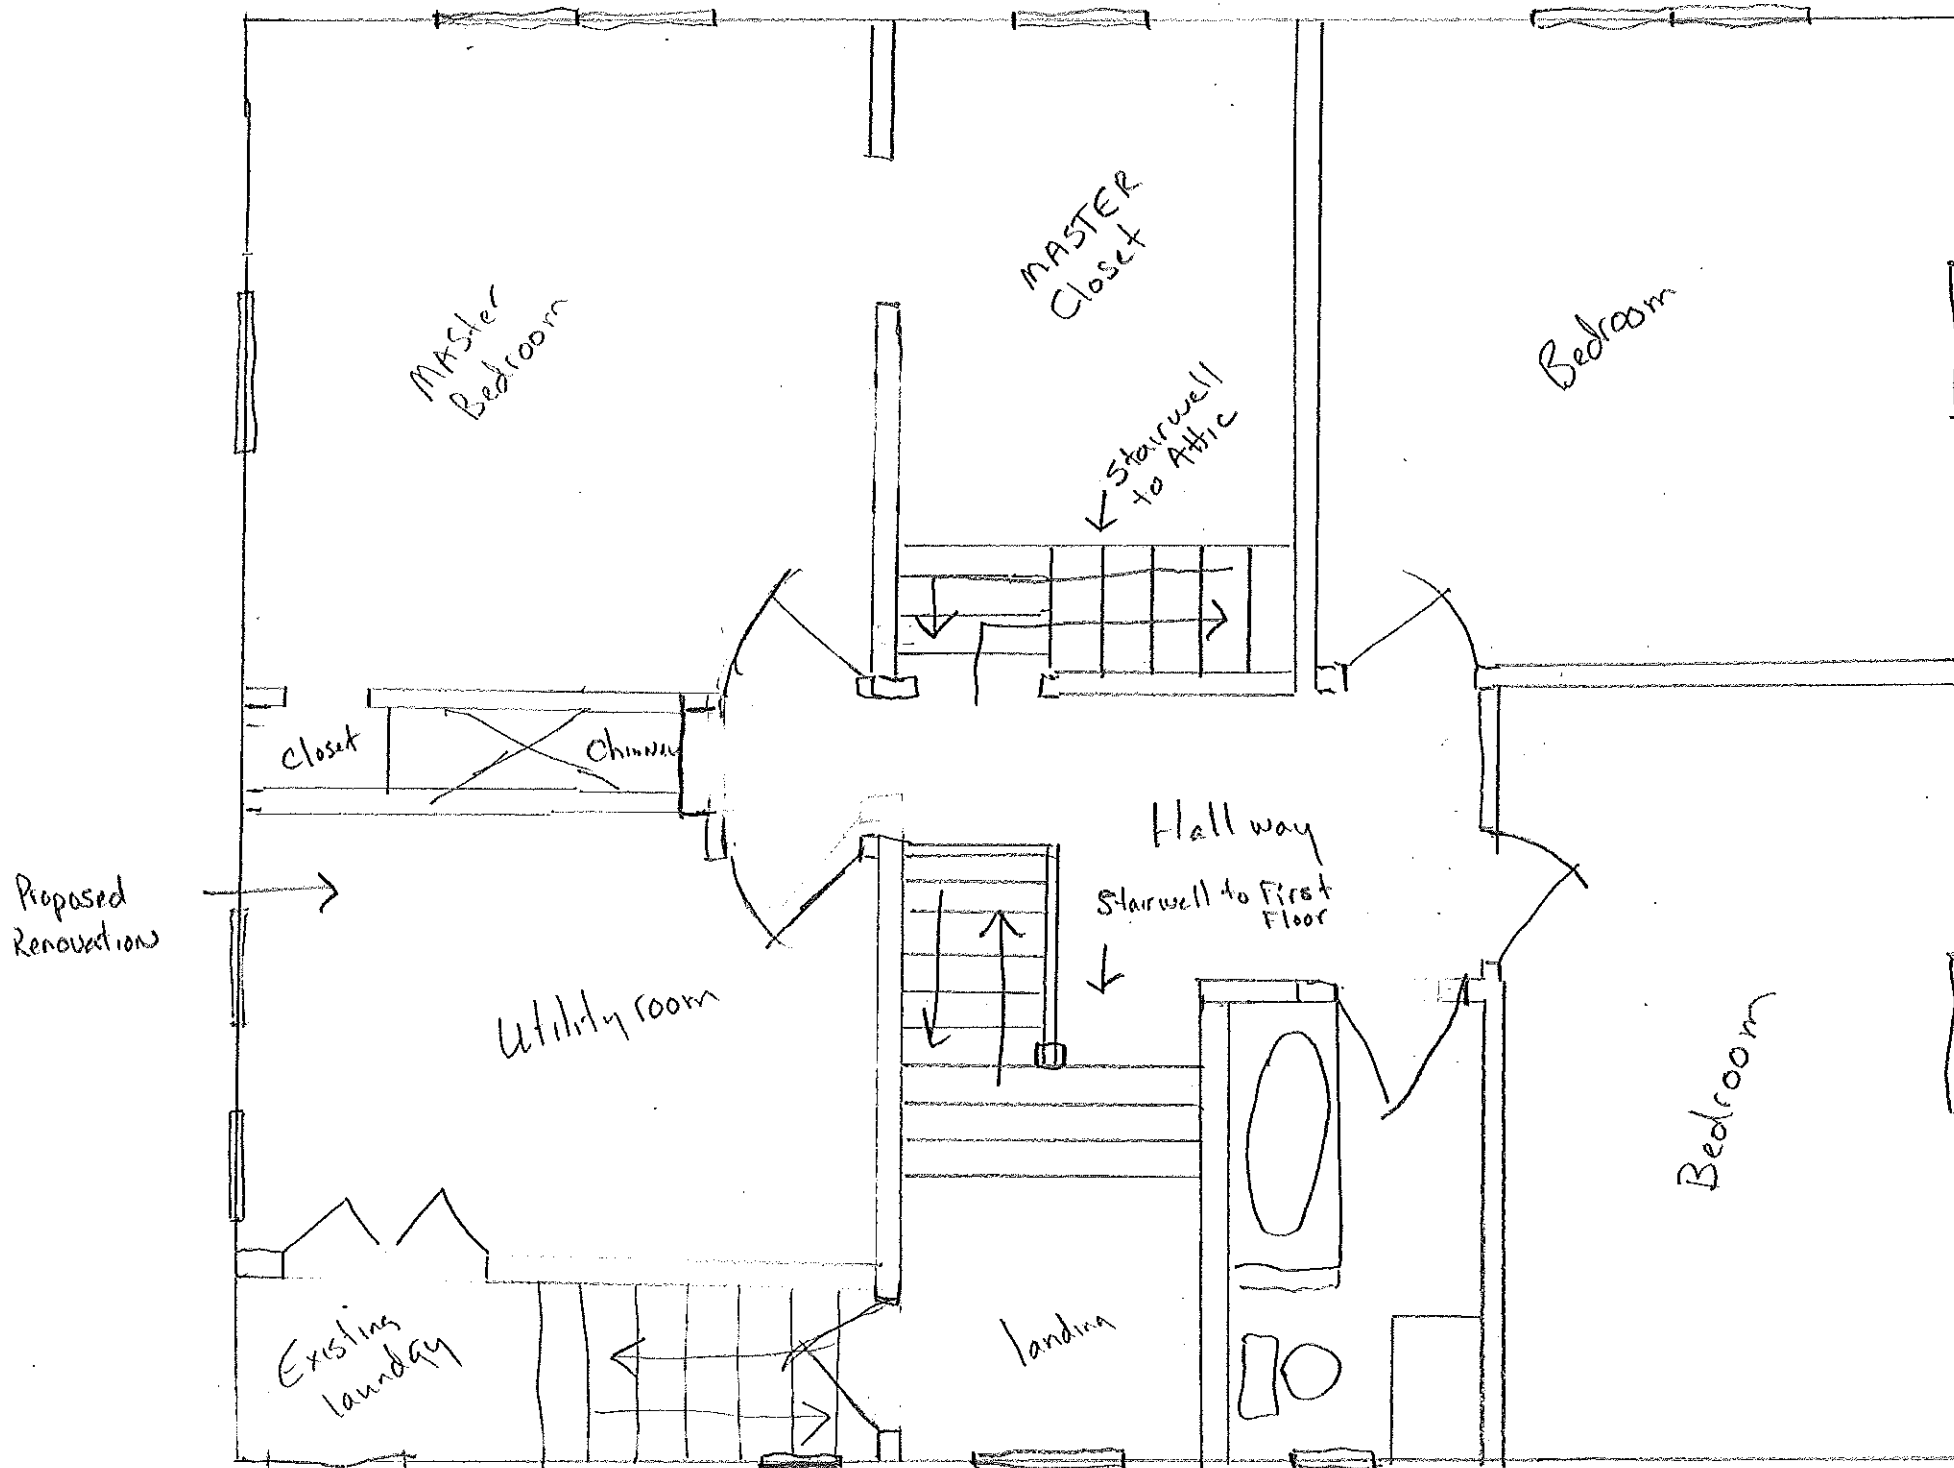 MASTER
Closet
MASter
Bedroom
Bedroom
Stairwell
to Attic
Closet
Chimney
Hallway
Proposed
Renovation
Stairwell to First
Floor
Utility room
Bedroom
Existing
laundry
landing